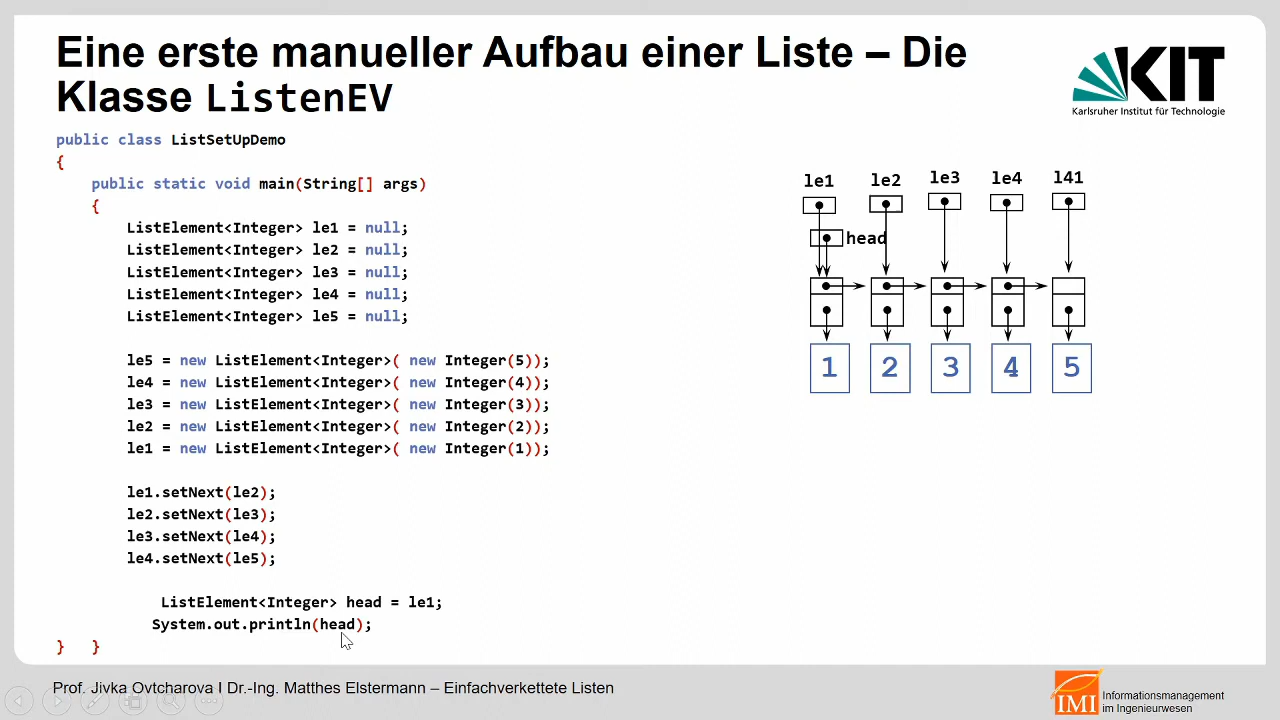 Eine erste manueller Aufbau einer Liste – Die
Klasse ListenEV
KIT
Karlsruher Institut für Technologie
public class ListSetUpDemo
{
public static void main(String[] args)
{
ListElement<Integer> le1 = null;
ListElement<Integer> le2 = null;
ListElement<Integer> le3 = null;
ListElement<Integer> le4 = null;
ListElement<Integer> le5 = null;
le5 = new ListElement<Integer>( new Integer(5));
le4 = new ListElement<Integer>( new Integer(4));
le3 = new ListElement<Integer>( new Integer(3));
le2 = new ListElement<Integer>( new Integer(2));
le1 = new ListElement<Integer>( new Integer(1));
le1.setNext(le2);
le2.setNext(le3);
le3.setNext(le4);
le4.setNext(le5);
ListElement<Integer> head = le1;
System.out.println(head);
} }
le1 le2 le3 le4 l41
head
1 2 3 4 5
Prof. Jivka Ovtcharova I Dr.-Ing. Matthes Elstermann – Einfachverkettete Listen
IMI
Informationsmanagement
im Ingenieurwesen